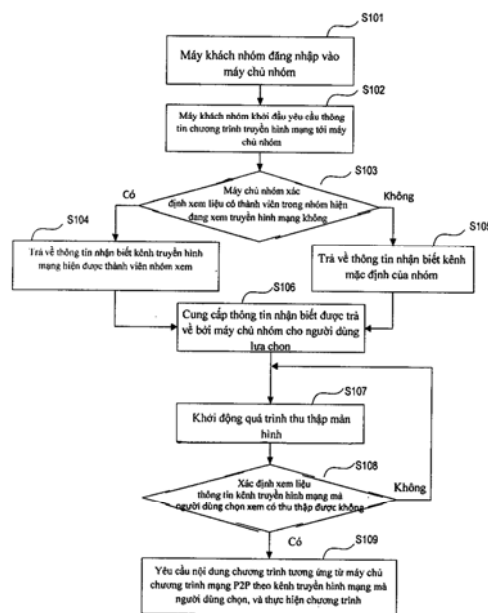 S101
Máy khách nhóm đăng nhập vào
máy chủ nhóm
S102
Máy khách nhóm khởi đầu yêu cầu thông
tin chương trình truyền hình mạng tới máy
chủ nhóm
S103
Máy chủ nhóm xác
định xem liệu có thành viên trong nhóm hiện
đang xem truyền hình mạng không
Có
Không
S104
Trả về thông tin nhận biết kênh truyền hình
mạng hiện được thành viên nhóm xem
S105
Trả về thông tin nhận biết kênh
mặc định của nhóm
S106
Cung cấp thông tin nhận biết được trả
về bởi máy chủ nhóm cho người dùng
lựa chọn
S107
Khởi động quá trình thu thập màn
hình
S108
Xác định xem liệu
thông tin kênh truyền hình mạng mà
người dùng chọn xem có thu thập được không
Không
Có
S109
Yêu cầu nội dung chương trình tương ứng từ máy chủ
chương trình mạng P2P theo kênh truyền hình mạng mà
người dùng chọn, và thực hiện chương trình